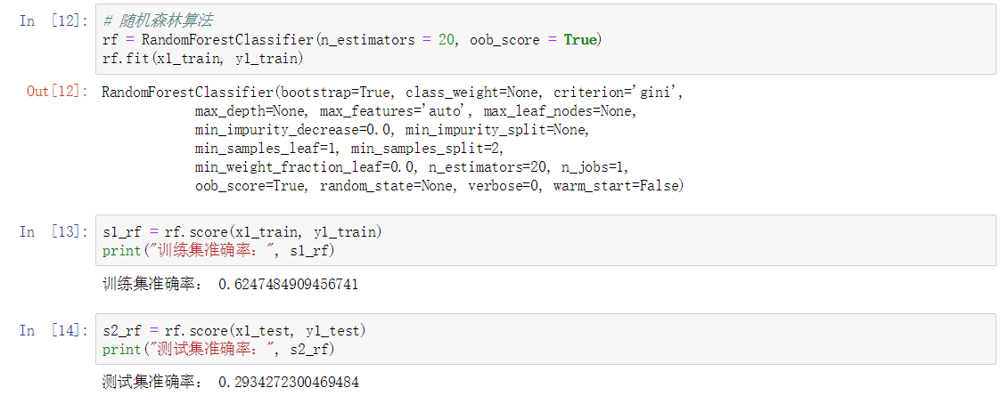 In [12]: # 随机森林算法
rf = RandomForestClassifier(n_estimators = 20, oob_score = True)
rf.fit(x1_train, y1_train)
Out[12]: RandomForestClassifier(bootstrap=True, class_weight=None, criterion='gini',
max_depth=None, max_features='auto', max_leaf_nodes=None,
min_impurity_decrease=0.0, min_impurity_split=None,
min_samples_leaf=1, min_samples_split=2,
min_weight_fraction_leaf=0.0, n_estimators=20, n_jobs=1,
oob_score=True, random_state=None, verbose=0, warm_start=False)
In [13]: s1_rf = rf.score(x1_train, y1_train)
print("训练集准确率：", s1_rf)
训练集准确率： 0.6247484909456741
In [14]: s2_rf = rf.score(x1_test, y1_test)
print("测试集准确率：", s2_rf)
测试集准确率： 0.2934272300469484